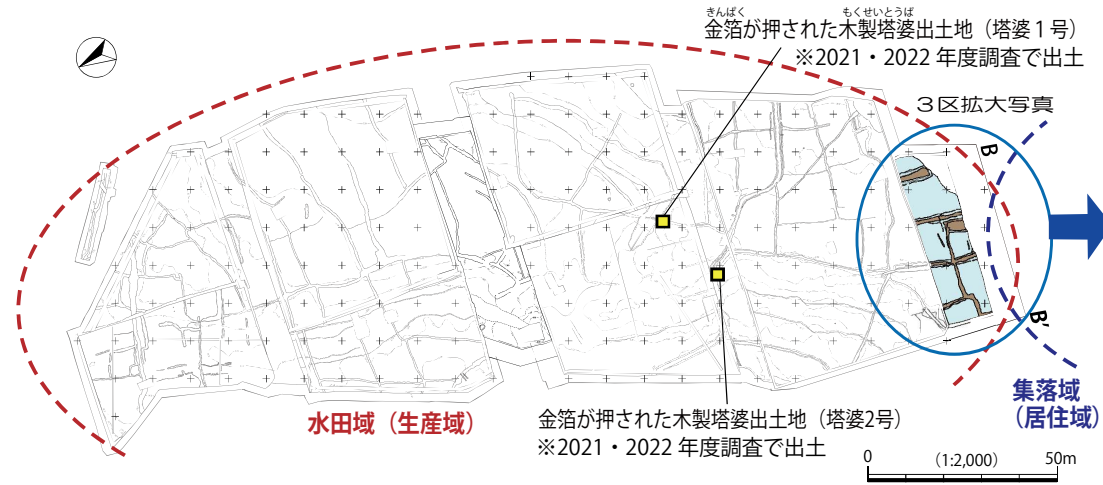 きんぱく もくせいとうば
金箔が押された木製塔婆出土地（塔婆１号）
※2021・2022 年度調査で出土
３区拡大写真
B
B'
水田域（生産域）
金箔が押された木製塔婆出土地（塔婆2号）
※2021・2022 年度調査で出土
集落域
（居住域）
0 (1:2,000) 50m